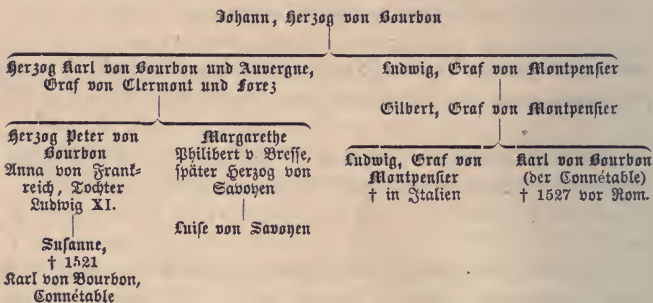 Johann, Herzog von Bourbon
Herzog Karl von Bourbon und Auvergne,
Graf von Clermont und Forez
Ludwig, Graf von Montpensier
Gilbert, Graf von Montpensier
Herzog Peter von
Bourbon
Anna von Frank=
reich, Tochter
Ludwig XI.
Susanne,
† 1521
Karl von Bourbon,
Connétable
Margarethe
Philibert v. Bresse,
später Herzog von
Savoyen
Luise von Savoyen
Ludwig, Graf von
Montpensier
† in Italien
Karl von Bourbon
(der Connétable)
† 1527 vor Rom.